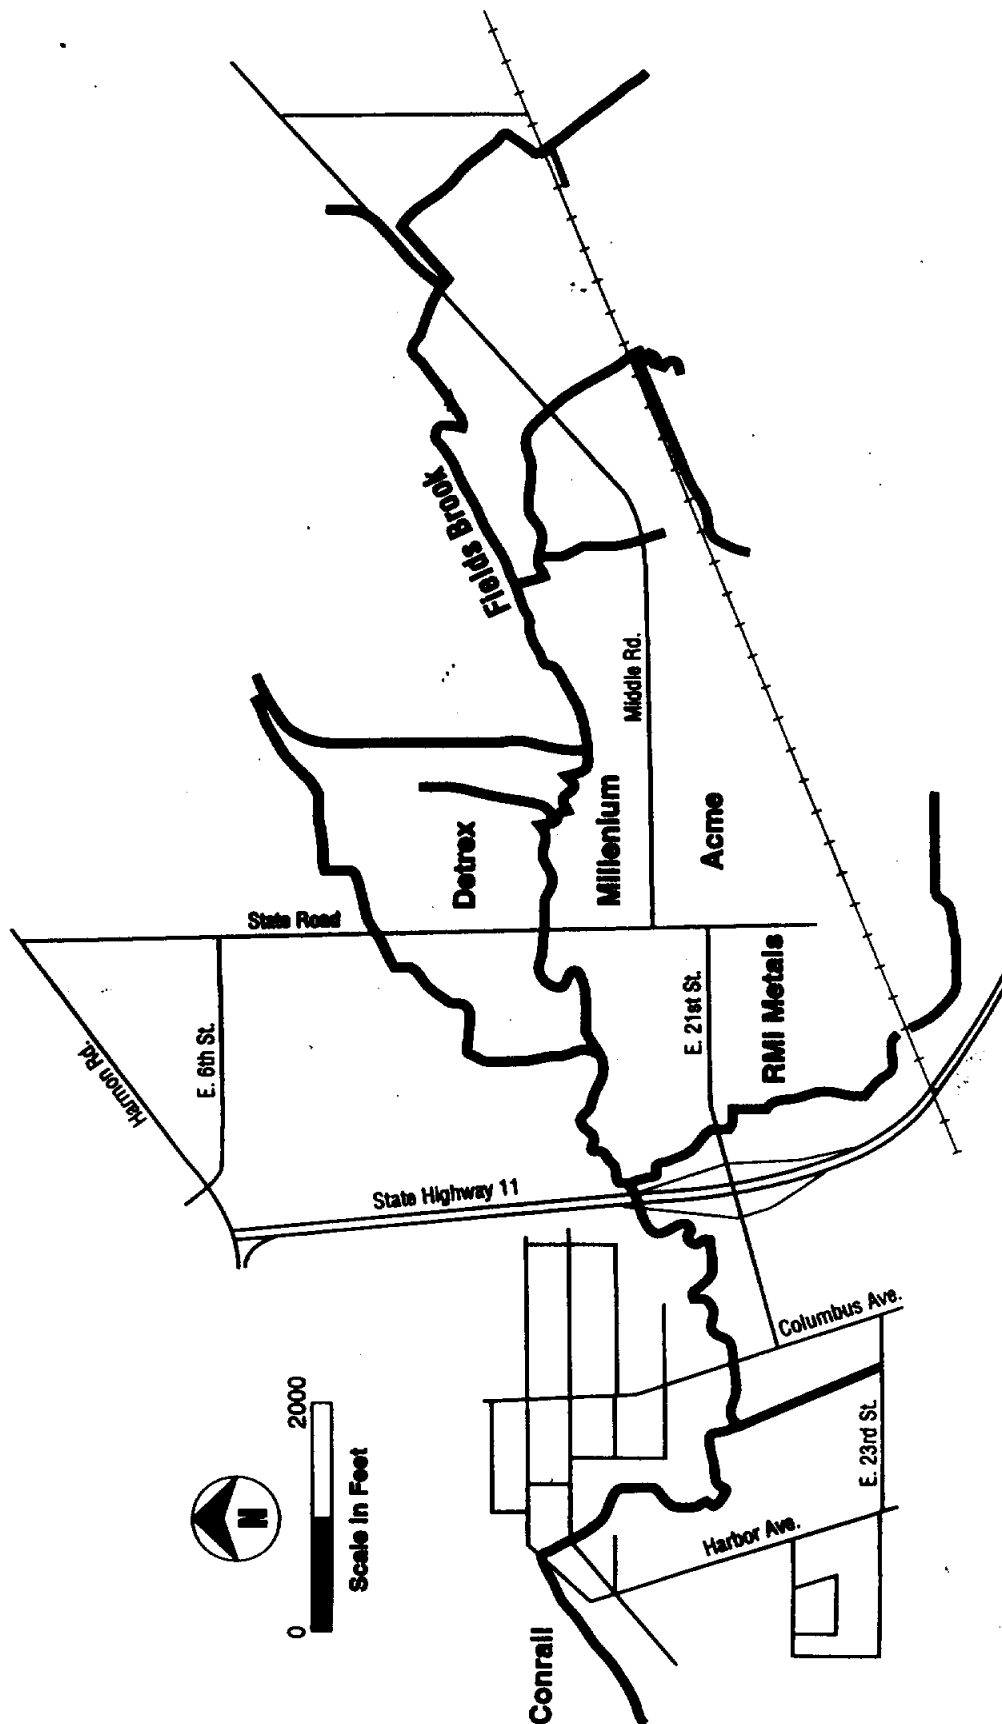 Fields Brook
Middle Rd.
Detrex
Millenium
Acme
State Road
Harmon Rd.
E. 6th St.
E. 21st St.
RMI Metals
State Highway 11
Columbus Ave.
E. 23rd St.
Harbor Ave.
Conrail
N
0 2000
Scale in Feet